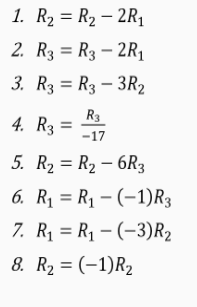 1. R₂ = R₂ − 2R₁
2. R₃ = R₃ − 2R₁
3. R₃ = R₃ − 3R₂
4. R₃ = R₃/−17
5. R₂ = R₂ − 6R₃
6. R₁ = R₁ − (−1)R₃
7. R₁ = R₁ − (−3)R₂
8. R₂ = (−1)R₂